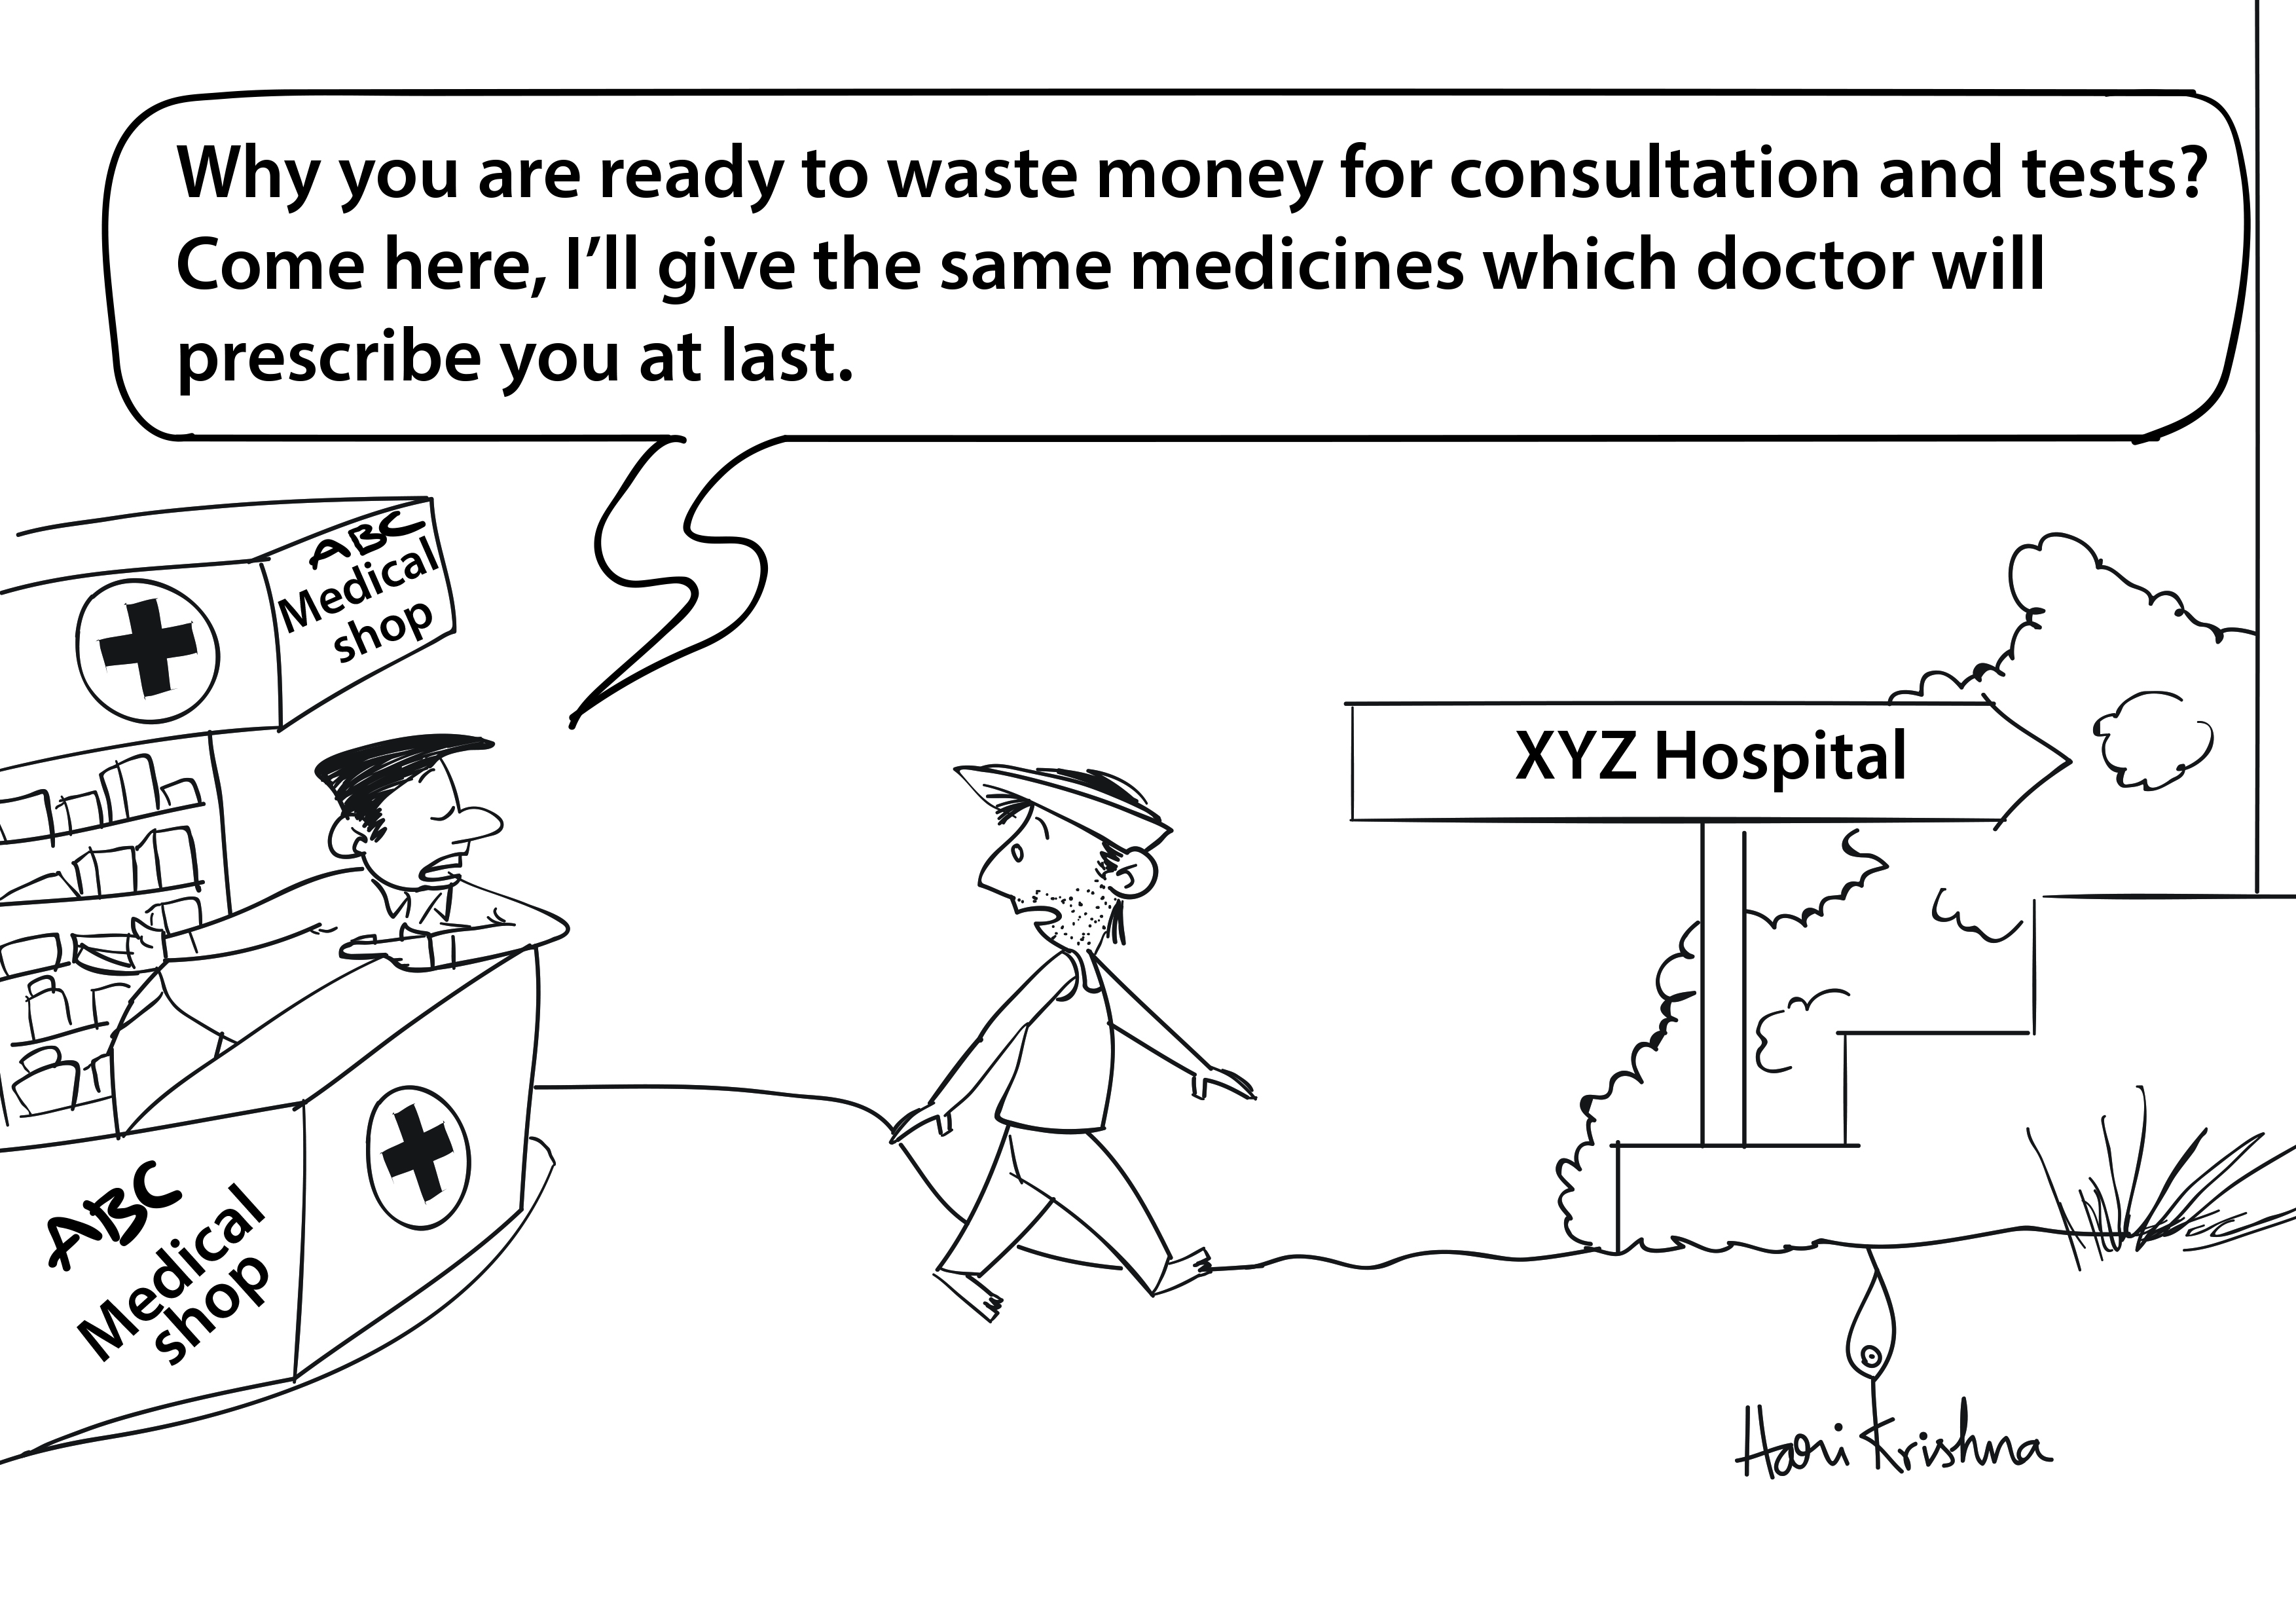 Why you are ready to waste money for consultation and tests?
Come here, I’ll give the same medicines which doctor will
prescribe you at last.
ABC
Medical
shop
XYZ Hospital
ABC
Medical
shop
Hari Krishna